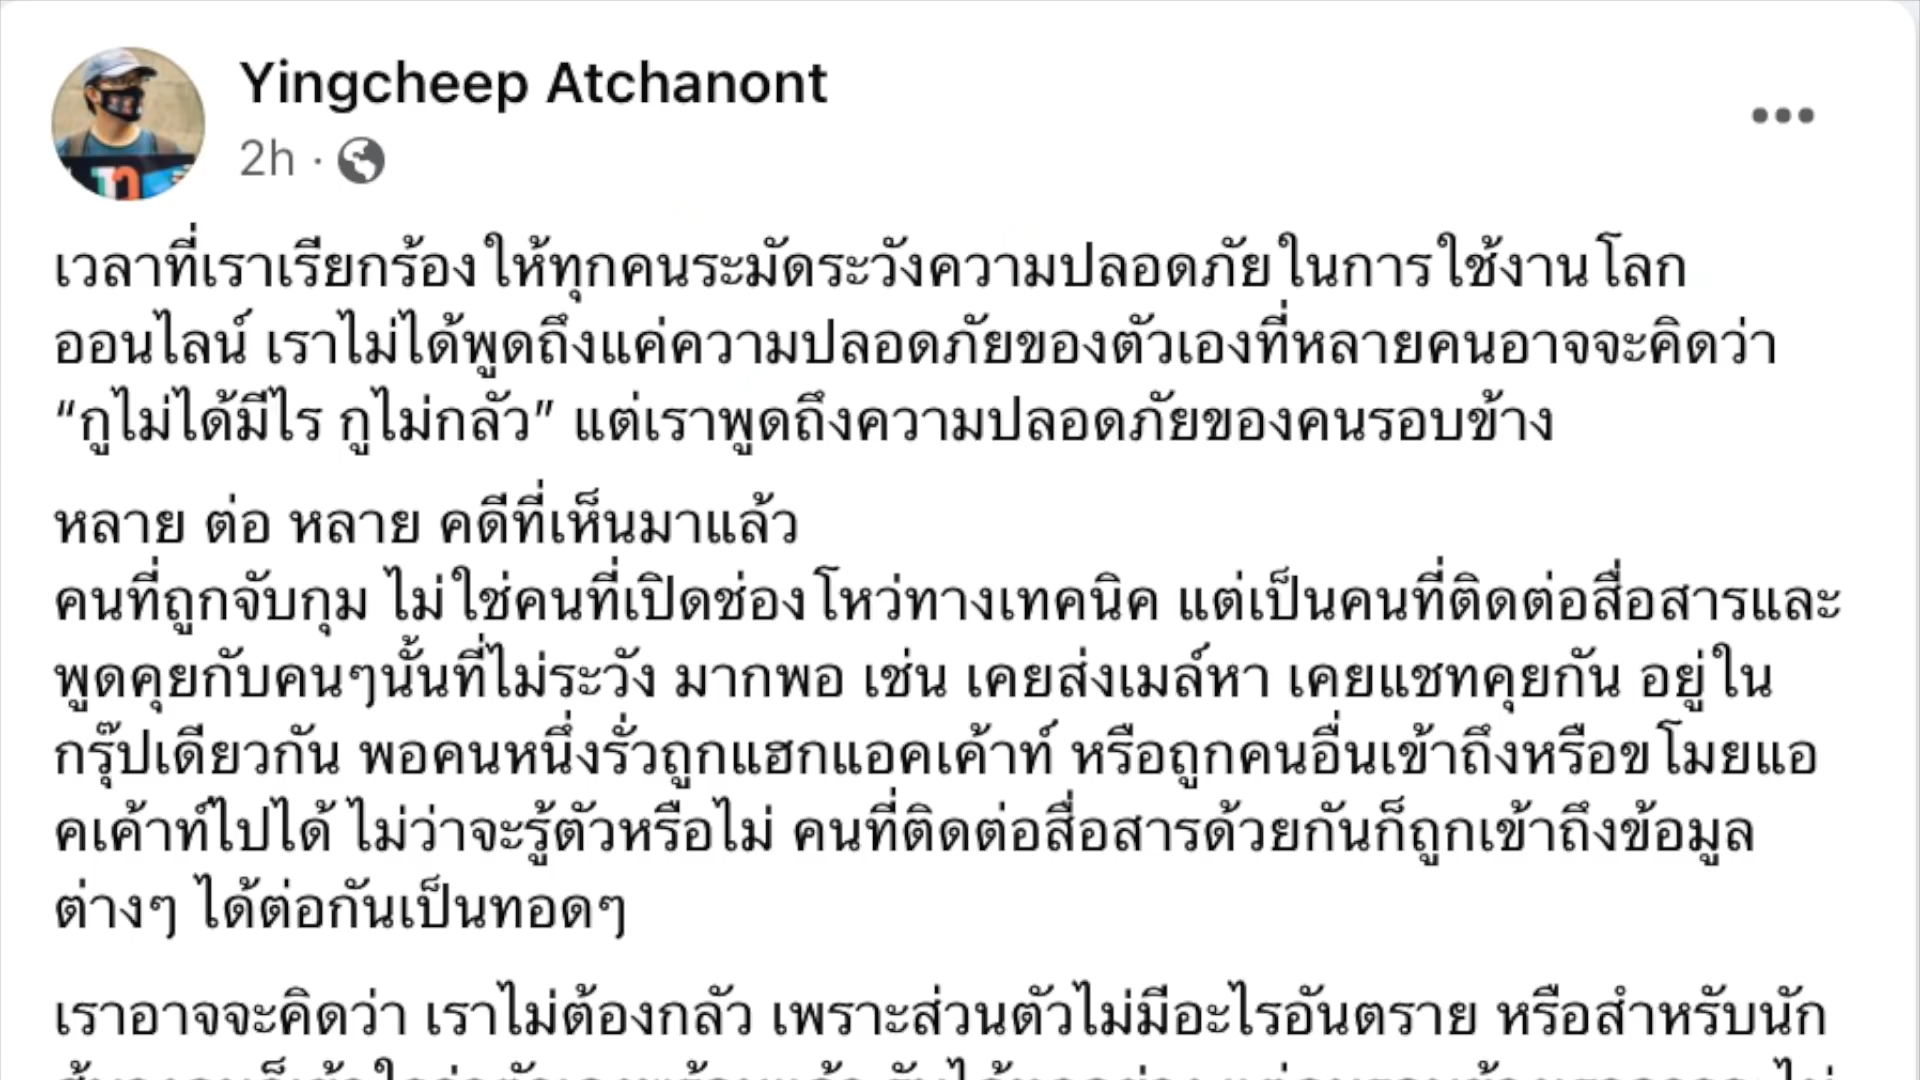 Yingcheep Atchanont
2h ·
เวลาที่เราเรียกร้องให้ทุกคนระมัดระวังความปลอดภัยในการใช้งานโลก
ออนไลน์ เราไม่ได้พูดถึงแค่ความปลอดภัยของตัวเองที่หลายคนอาจจะคิดว่า
“กูไม่ได้มีไร กูไม่กลัว” แต่เราพูดถึงความปลอดภัยของคนรอบข้าง
หลาย ต่อ หลาย คดีที่เห็นมาแล้ว
คนที่ถูกจับกุม ไม่ใช่คนที่เปิดช่องโหว่ทางเทคนิค แต่เป็นคนที่ติดต่อสื่อสารและ
พูดคุยกับคนๆนั้นที่ไม่ระวัง มากพอ เช่น เคยส่งเมล์หา เคยแชทคุยกัน อยู่ใน
กรุ๊ปเดียวกัน พอคนหนึ่งรั่วถูกแฮกแอคเค้าท์ หรือถูกคนอื่นเข้าถึงหรือขโมยแอ
คเค้าท์ไปได้ ไม่ว่าจะรู้ตัวหรือไม่ คนที่ติดต่อสื่อสารด้วยกันก็ถูกเข้าถึงข้อมูล
ต่างๆ ได้ต่อกันเป็นทอดๆ
เราอาจจะคิดว่า เราไม่ต้องกลัว เพราะส่วนตัวไม่มีอะไรอันตราย หรือสำหรับนัก